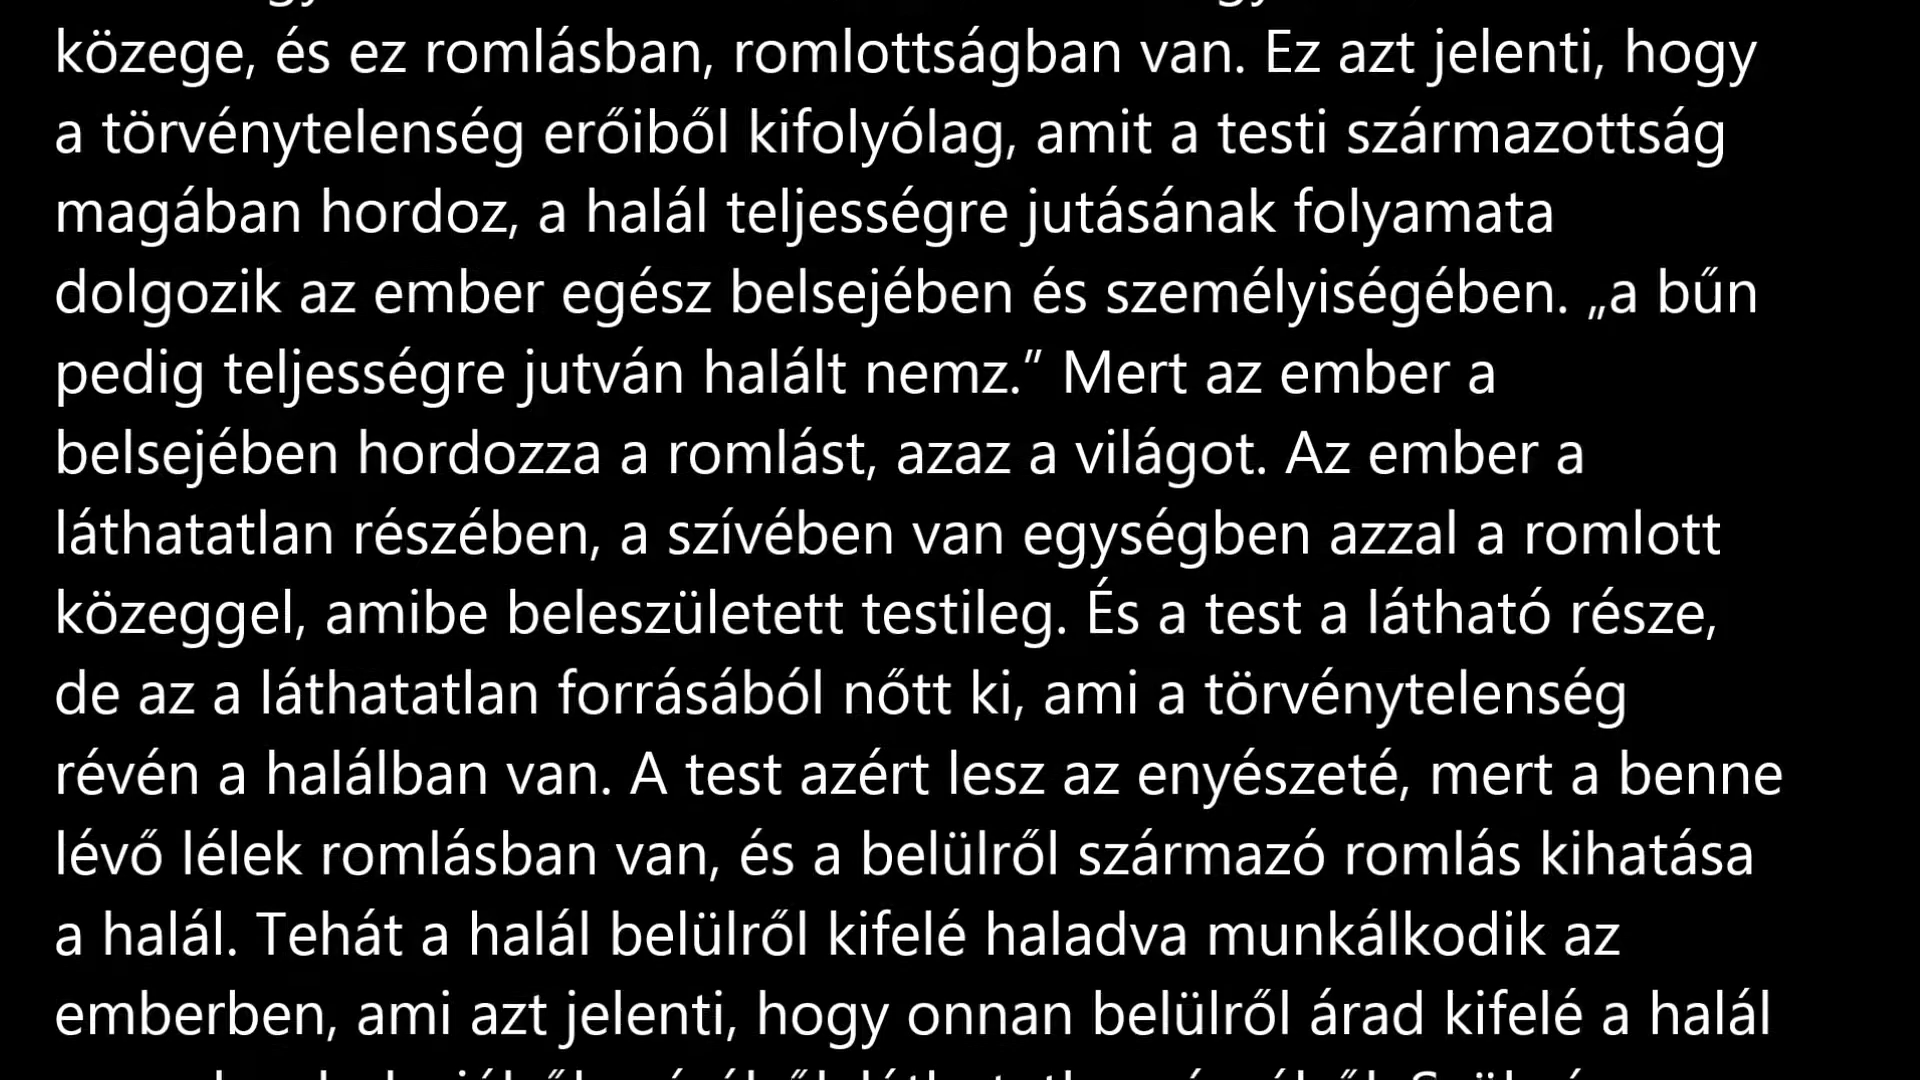 közege, és ez romlásban, romlottságban van. Ez azt jelenti, hogy
a törvénytelenség erőiből kifolyólag, amit a testi származottság
magában hordoz, a halál teljességre jutásának folyamata
dolgozik az ember egész belsejében és személyiségében. „a bűn
pedig teljességre jutván halált nemz.” Mert az ember a
belsejében hordozza a romlást, azaz a világot. Az ember a
láthatatlan részében, a szívében van egységben azzal a romlott
közeggel, amibe beleszületett testileg. És a test a látható része,
de az a láthatatlan forrásából nőtt ki, ami a törvénytelenség
révén a halálban van. A test azért lesz az enyészeté, mert a benne
lévő lélek romlásban van, és a belülről származó romlás kihatása
a halál. Tehát a halál belülről kifelé haladva munkálkodik az
emberben, ami azt jelenti, hogy onnan belülről árad kifelé a halál